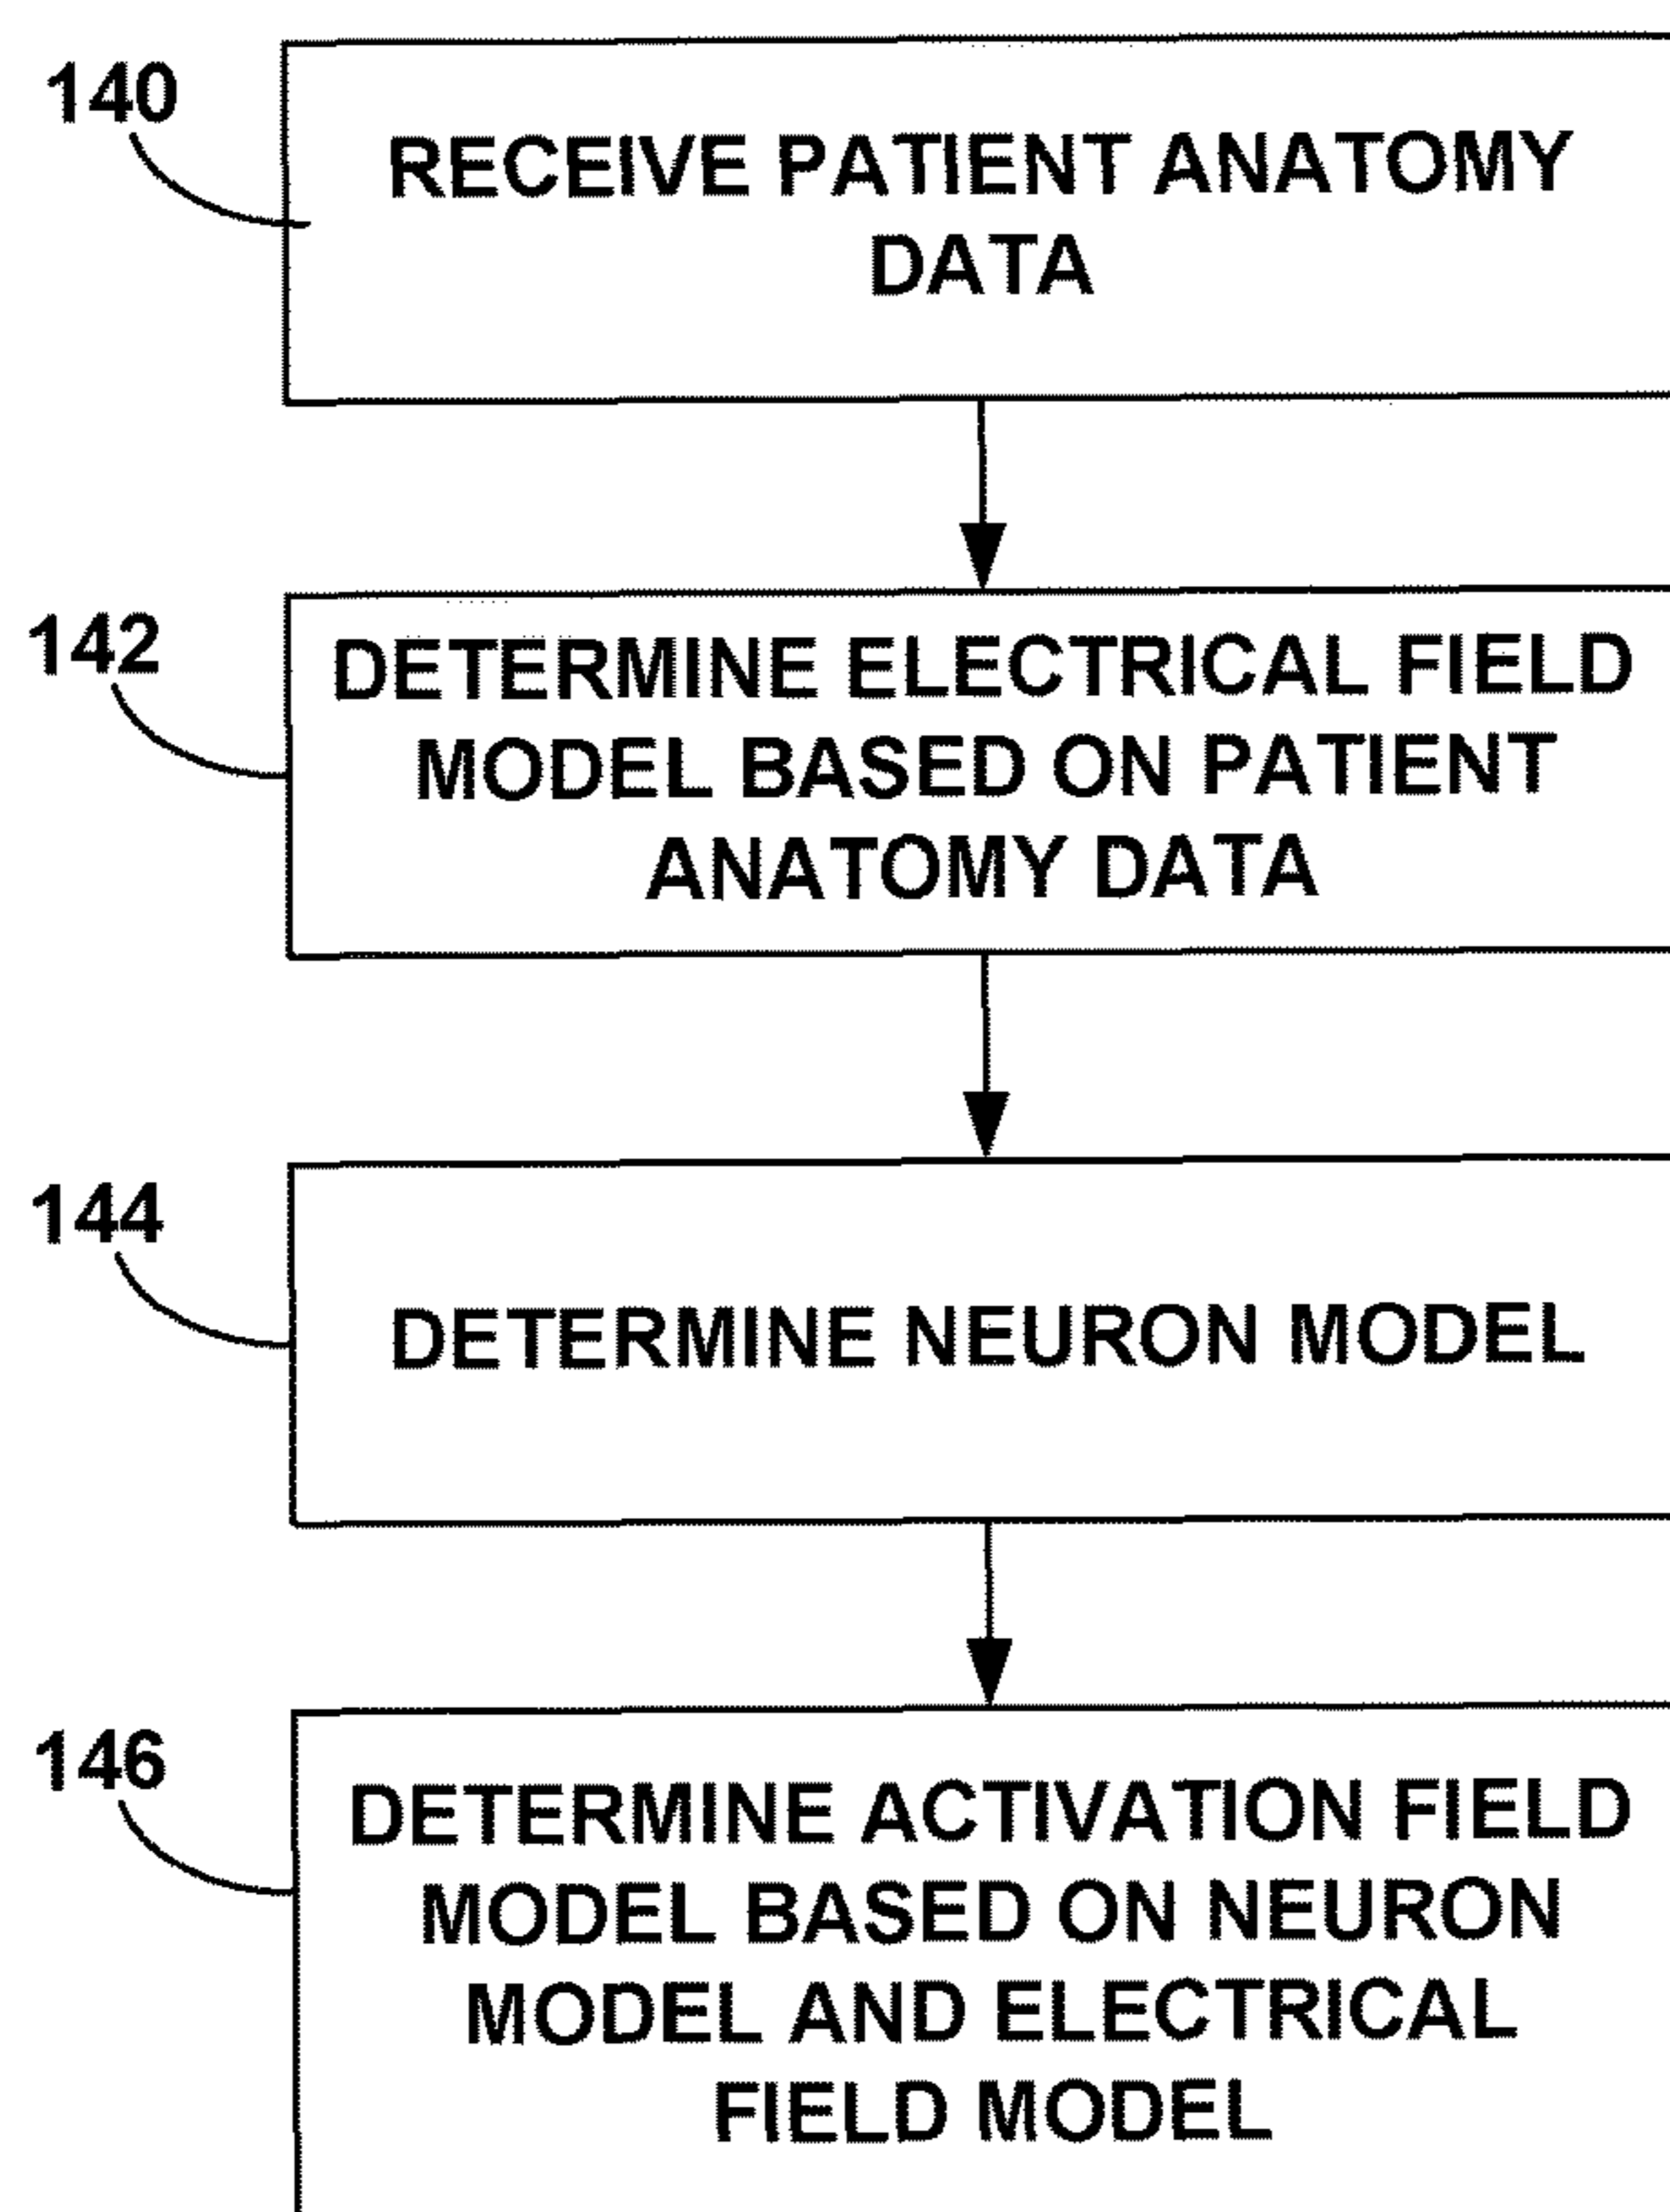 140
RECEIVE PATIENT ANATOMY
DATA
142
DETERMINE ELECTRICAL FIELD
MODEL BASED ON PATIENT
ANATOMY DATA
144
DETERMINE NEURON MODEL
146
DETERMINE ACTIVATION FIELD
MODEL BASED ON NEURON
MODEL AND ELECTRICAL
FIELD MODEL